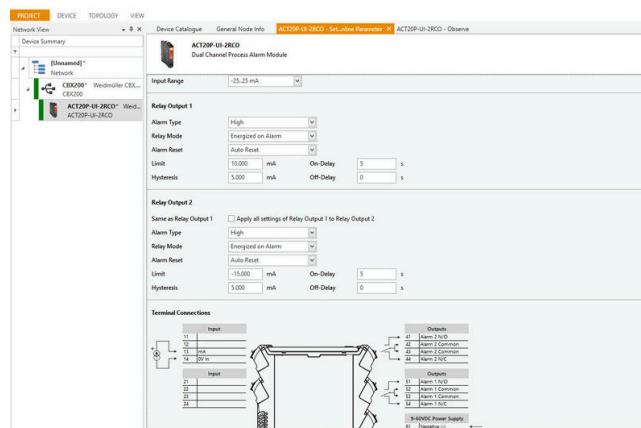 PROJECT DEVICE TOPOLOGY VIEW
Network View
Device Catalogue General Node Info ACT20P-UI-2RCO - Set...nline Parameter × ACT20P-UI-2RCO - Observe
Device Summary
[Unnamed]*
Network
CBX200* Weidmüller CBX...
CBX200
ACT20P-UI-2RCO* Weid...
ACT20P-UI-2RCO
ACT20P-UI-2RCO
Dual Channel Process Alarm Module
Input Range -25..25 mA
Relay Output 1
Alarm Type High
Relay Mode Energized on Alarm
Alarm Reset Auto Reset
Limit 10.000 mA On-Delay 5 s
Hysteresis 5.000 mA Off-Delay 0 s
Relay Output 2
Same as Relay Output 1 Apply all settings of Relay Output 1 to Relay Output 2
Alarm Type High
Relay Mode Energized on Alarm
Alarm Reset Auto Reset
Limit -15.000 mA On-Delay 5 s
Hysteresis 5.000 mA Off-Delay 0 s
Terminal Connections
Input
11
12
13 mA
14 0V in
Input
21
22
23
24
Outputs
41 Alarm 2 N/O
42 Alarm 2 Common
43 Alarm 2 Common
44 Alarm 2 N/C
Outputs
51 Alarm 1 N/O
52 Alarm 1 Common
53 Alarm 1 Common
54 Alarm 1 N/C
9-60VDC Power Supply
61 Negative (-)